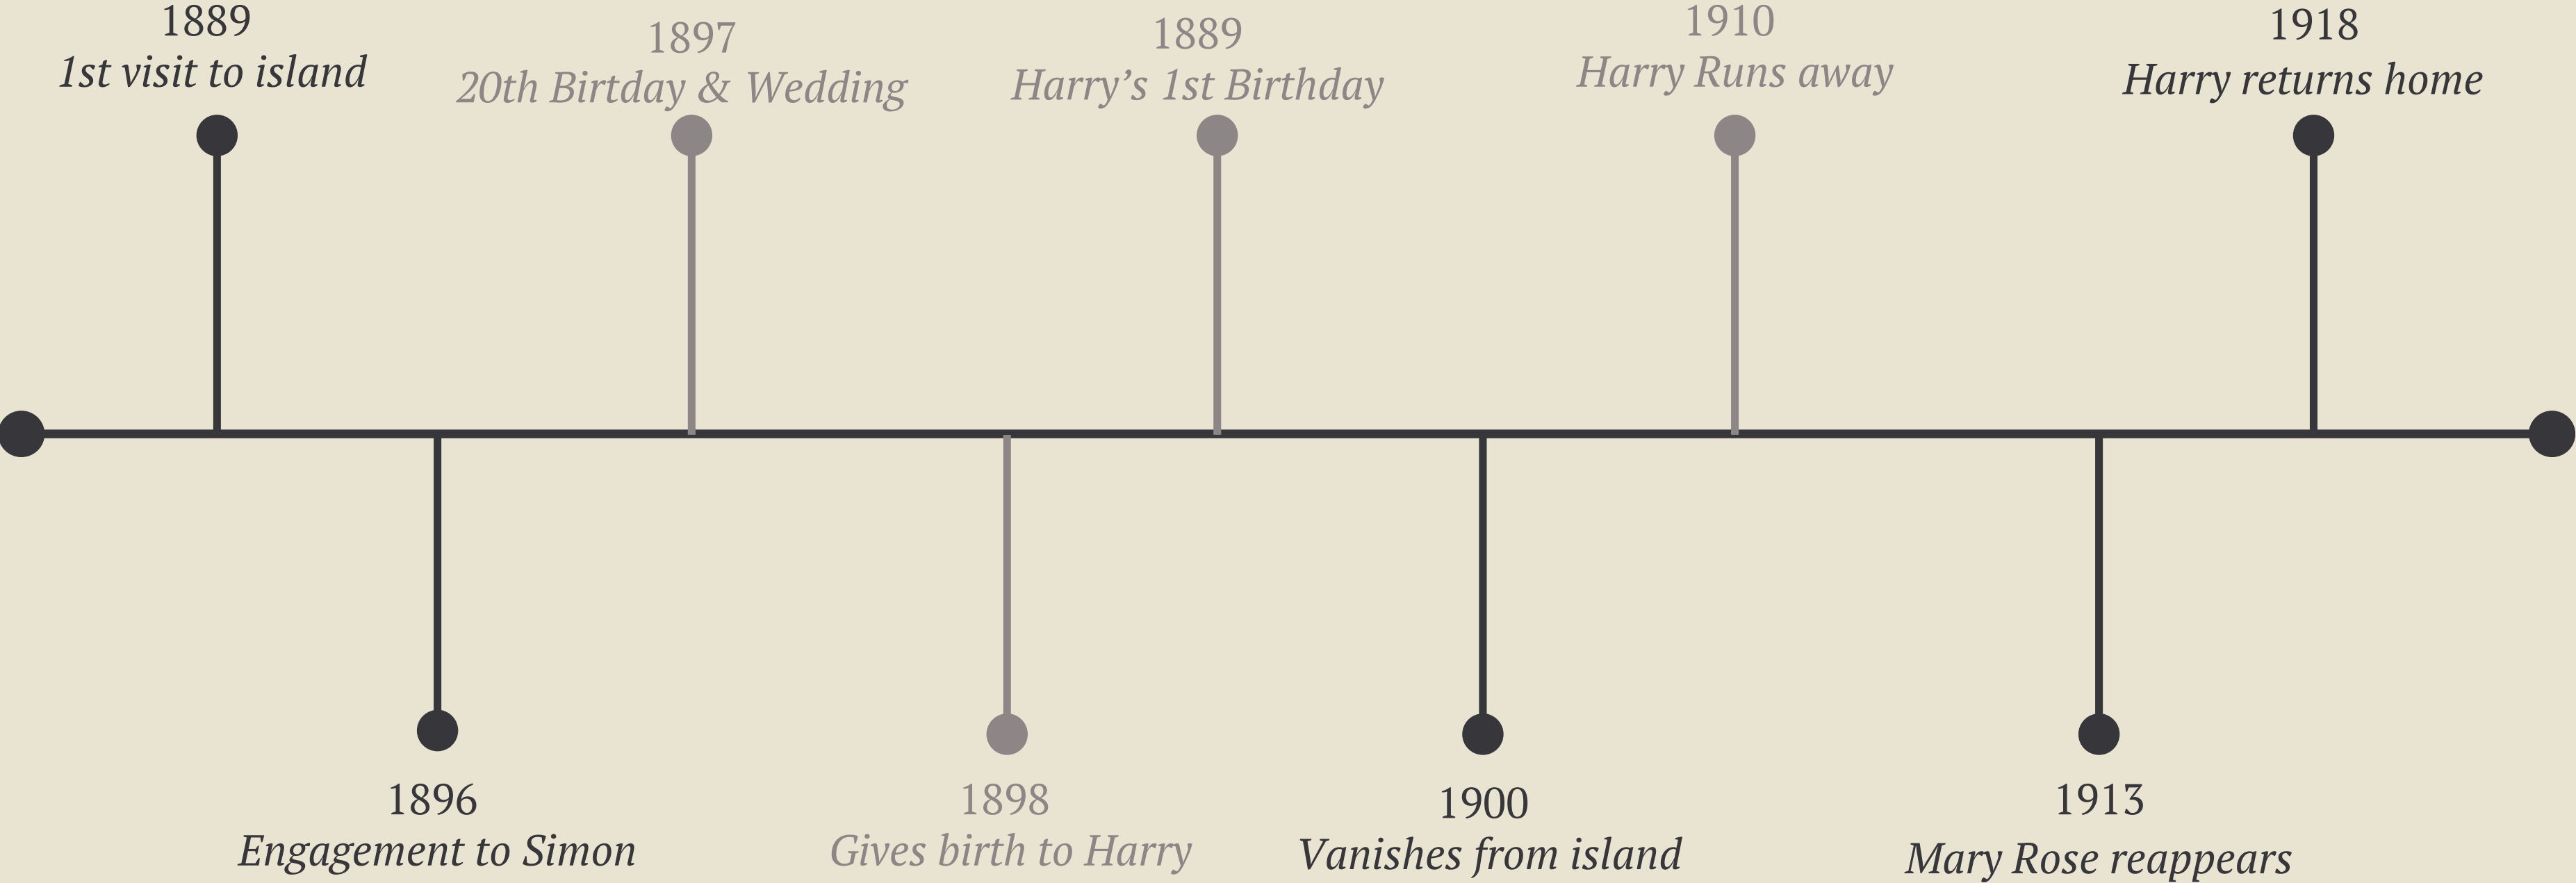 1889
1st visit to island
1896
Engagement to Simon
1897
20th Birtday & Wedding
1898
Gives birth to Harry
1889
Harry’s 1st Birthday
1900
Vanishes from island
1910
Harry Runs away
1913
Mary Rose reappears
1918
Harry returns home